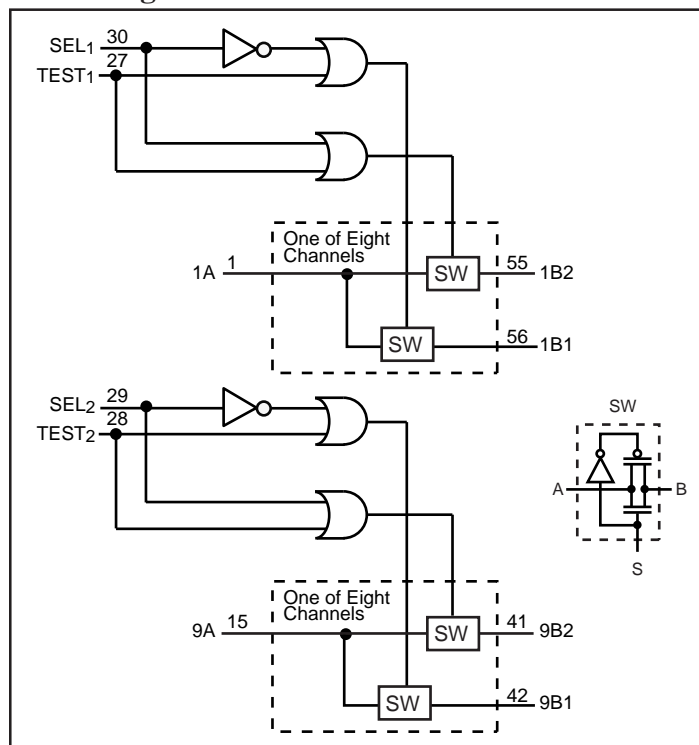 SEL1 30
TEST1 27
One of Eight
Channels
1A 1 SW 55 1B2
SW 56 1B1
SEL2 29
TEST2 28
SW
A B
S
One of Eight
Channels
9A 15 SW 41 9B2
SW 42 9B1